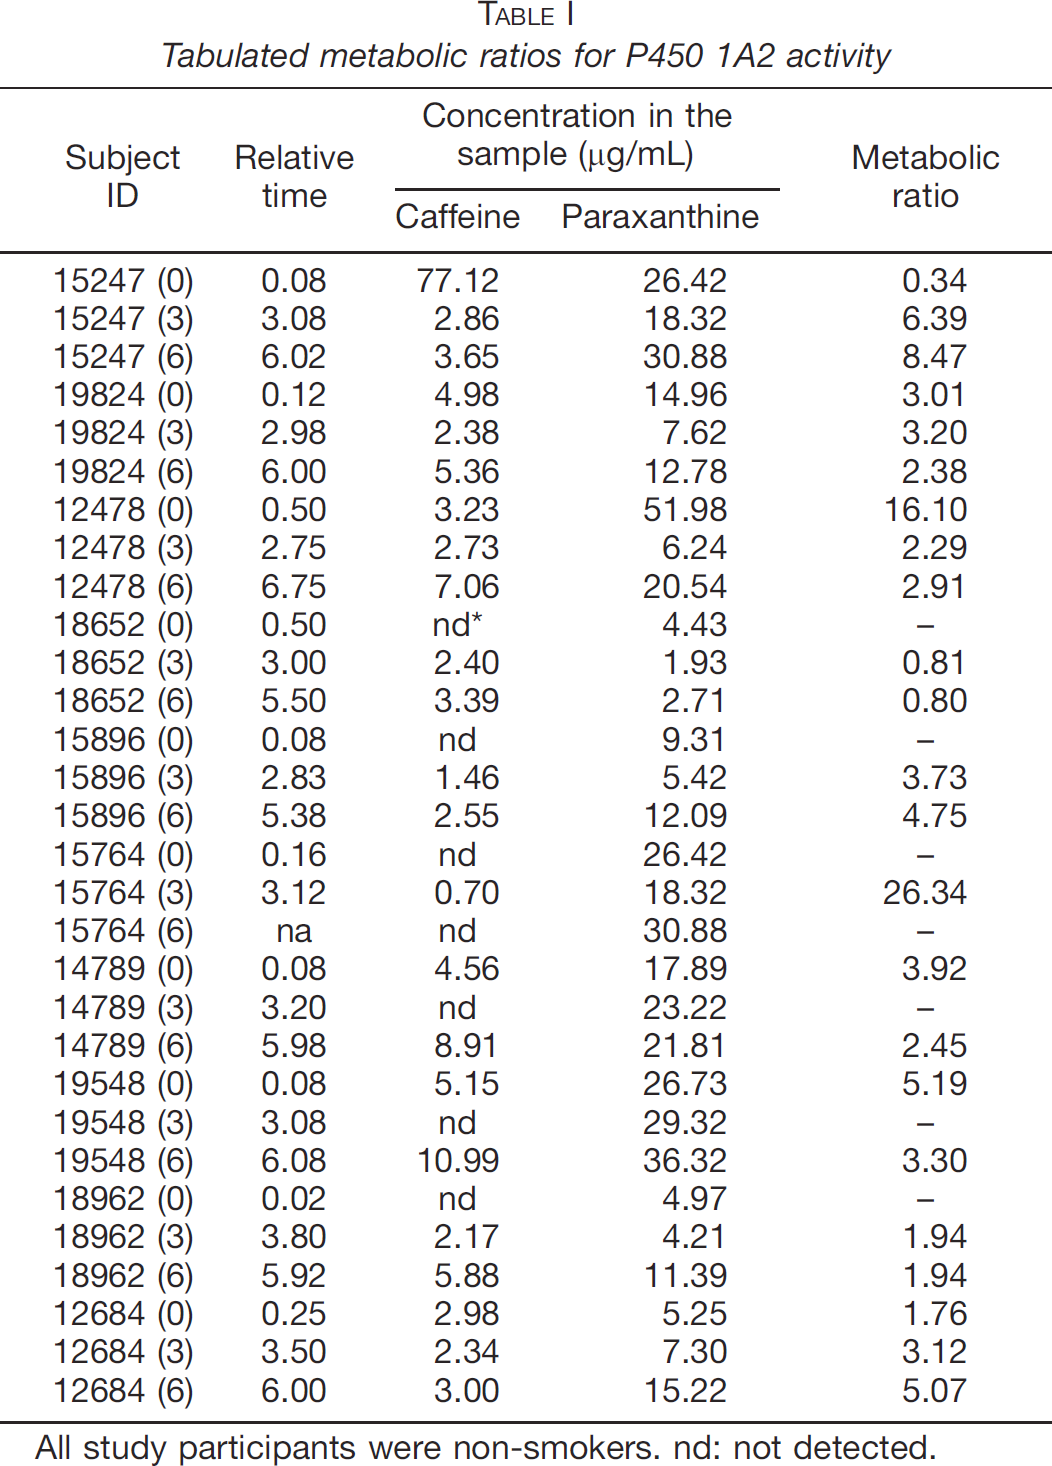 TABLE I
Tabulated metabolic ratios for P450 1A2 activity
Subject ID Relative time Concentration in the sample (µg/mL) Metabolic ratio
Caffeine Paraxanthine
15247 (0) 0.08 77.12 26.42 0.34
15247 (3) 3.08 2.86 18.32 6.39
15247 (6) 6.02 3.65 30.88 8.47
19824 (0) 0.12 4.98 14.96 3.01
19824 (3) 2.98 2.38 7.62 3.20
19824 (6) 6.00 5.36 12.78 2.38
12478 (0) 0.50 3.23 51.98 16.10
12478 (3) 2.75 2.73 6.24 2.29
12478 (6) 6.75 7.06 20.54 2.91
18652 (0) 0.50 nd* 4.43 –
18652 (3) 3.00 2.40 1.93 0.81
18652 (6) 5.50 3.39 2.71 0.80
15896 (0) 0.08 nd 9.31 –
15896 (3) 2.83 1.46 5.42 3.73
15896 (6) 5.38 2.55 12.09 4.75
15764 (0) 0.16 nd 26.42 –
15764 (3) 3.12 0.70 18.32 26.34
15764 (6) na nd 30.88 –
14789 (0) 0.08 4.56 17.89 3.92
14789 (3) 3.20 nd 23.22 –
14789 (6) 5.98 8.91 21.81 2.45
19548 (0) 0.08 5.15 26.73 5.19
19548 (3) 3.08 nd 29.32 –
19548 (6) 6.08 10.99 36.32 3.30
18962 (0) 0.02 nd 4.97 –
18962 (3) 3.80 2.17 4.21 1.94
18962 (6) 5.92 5.88 11.39 1.94
12684 (0) 0.25 2.98 5.25 1.76
12684 (3) 3.50 2.34 7.30 3.12
12684 (6) 6.00 3.00 15.22 5.07
All study participants were non-smokers. nd: not detected.